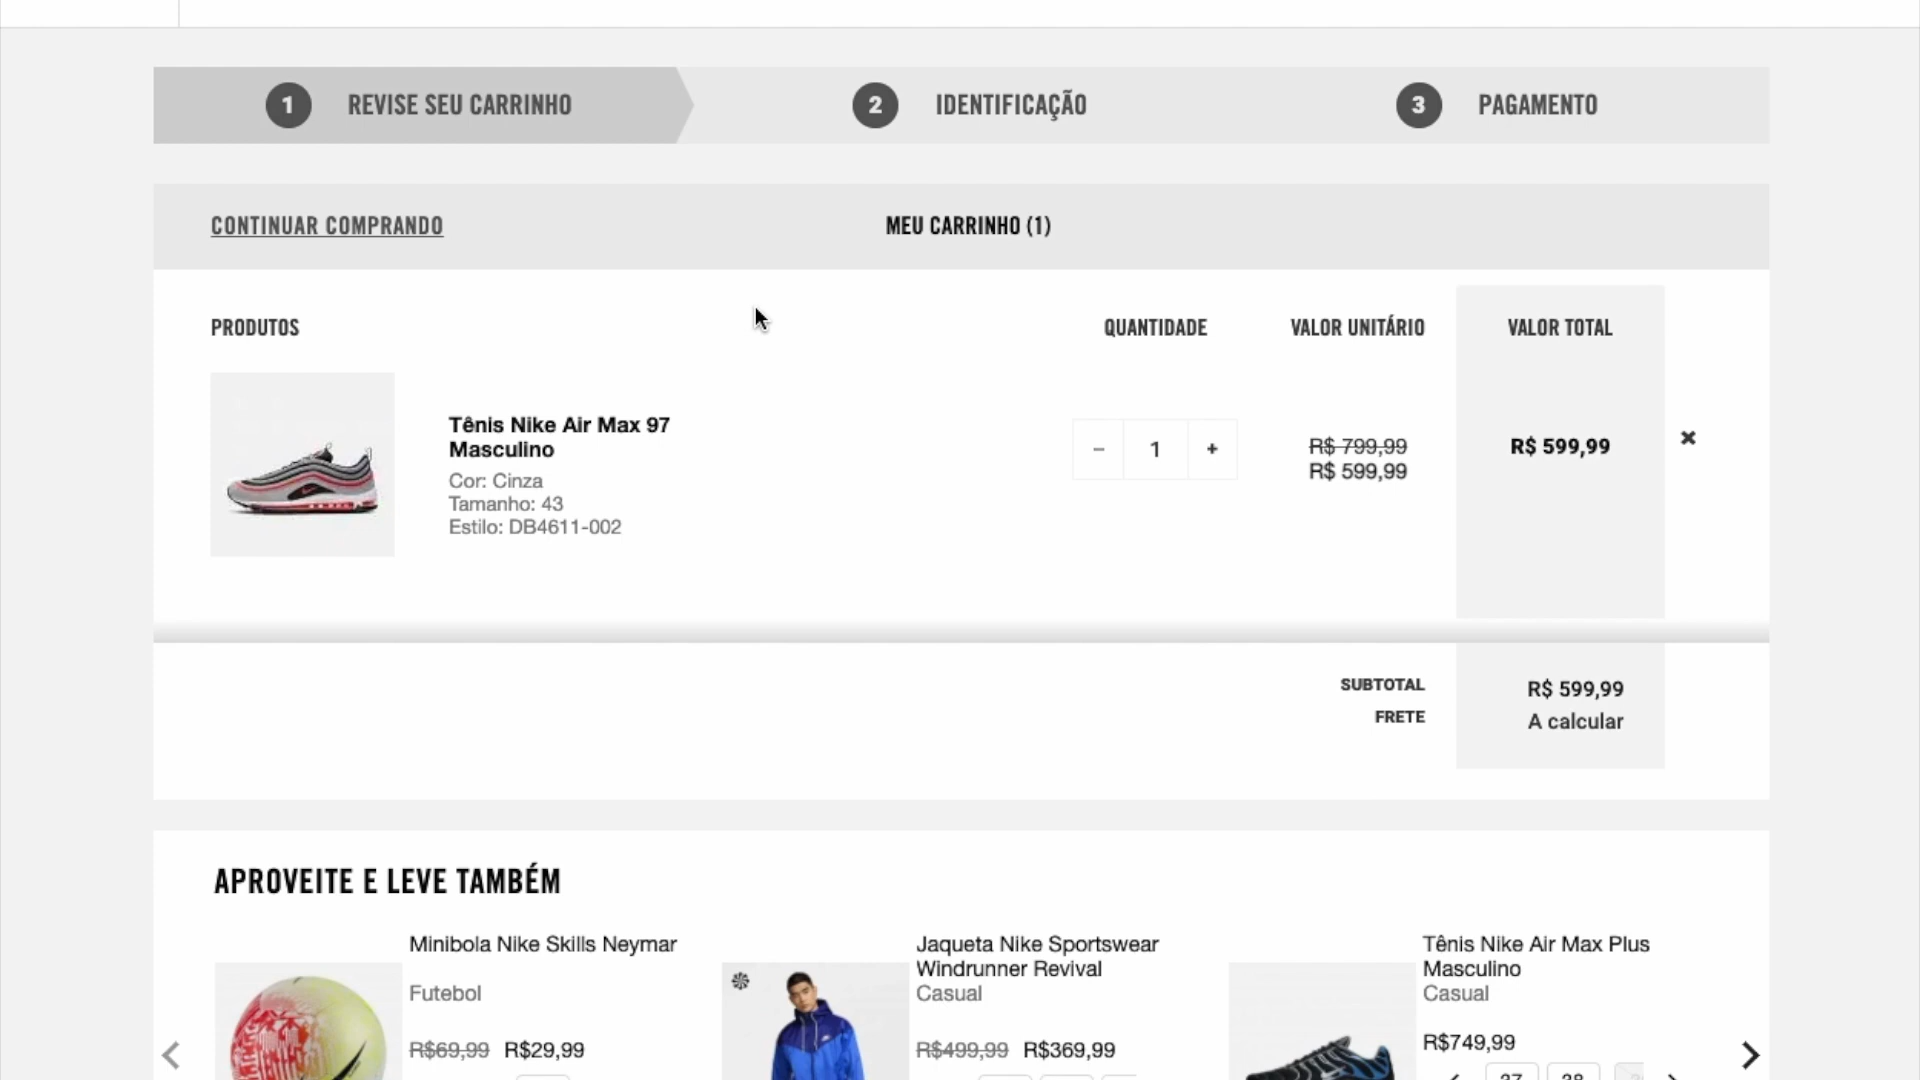 1 REVISE SEU CARRINHO
2 IDENTIFICAÇÃO
3 PAGAMENTO
CONTINUAR COMPRANDO
MEU CARRINHO (1)
PRODUTOS
QUANTIDADE
VALOR UNITÁRIO
VALOR TOTAL
Tênis Nike Air Max 97
Masculino
Cor: Cinza
Tamanho: 43
Estilo: DB4611-002
− 1 +
R$ 799,99
R$ 599,99
R$ 599,99
SUBTOTAL
R$ 599,99
FRETE
A calcular
APROVEITE E LEVE TAMBÉM
Minibola Nike Skills Neymar
Futebol
R$69,99 R$29,99
Jaqueta Nike Sportswear
Windrunner Revival
Casual
R$499,99 R$369,99
Tênis Nike Air Max Plus
Masculino
Casual
R$749,99
37 38